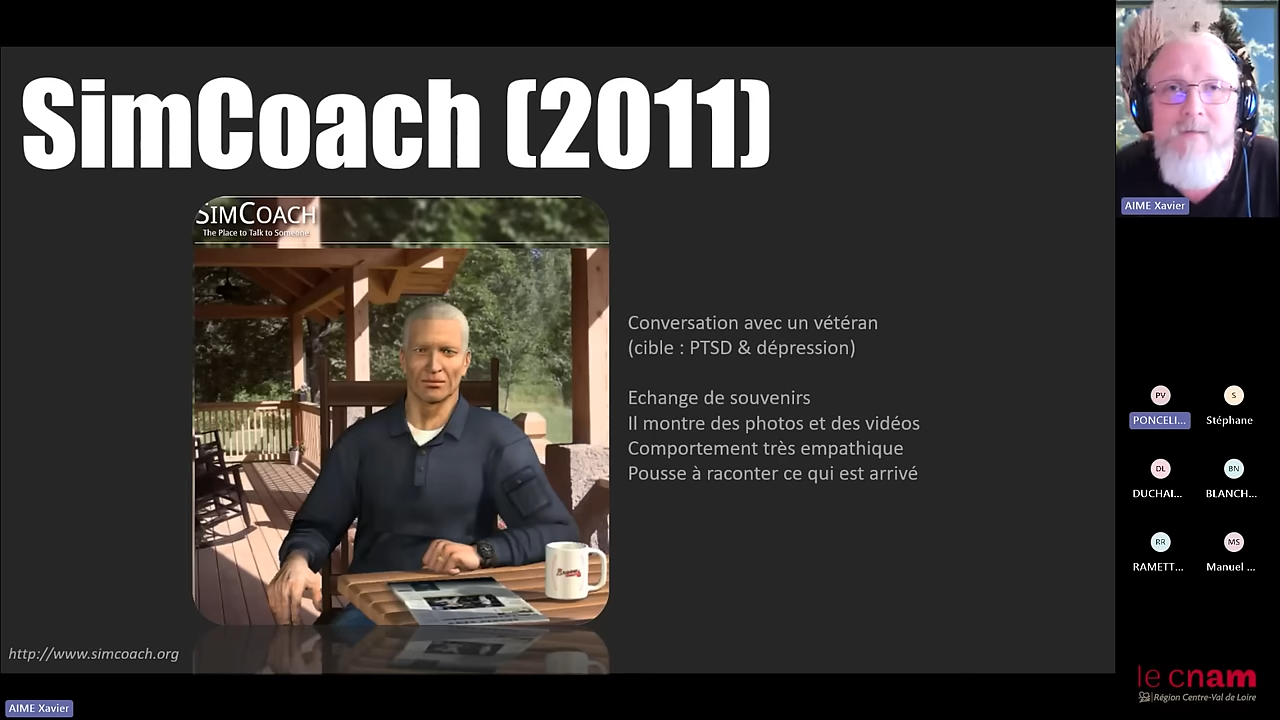 SimCoach (2011)
SIMCOACH
The Place to Talk to Someone
Conversation avec un vétéran
(cible : PTSD & dépression)
Echange de souvenirs
Il montre des photos et des vidéos
Comportement très empathique
Pousse à raconter ce qui est arrivé
http://www.simcoach.org
AIME Xavier
AIME Xavier
PV
S
PONCELI...
Stéphane
DL
BN
DUCHAI...
BLANCH...
RR
MS
RAMETT...
Manuel ...
le cnam
Région Centre-Val de Loire